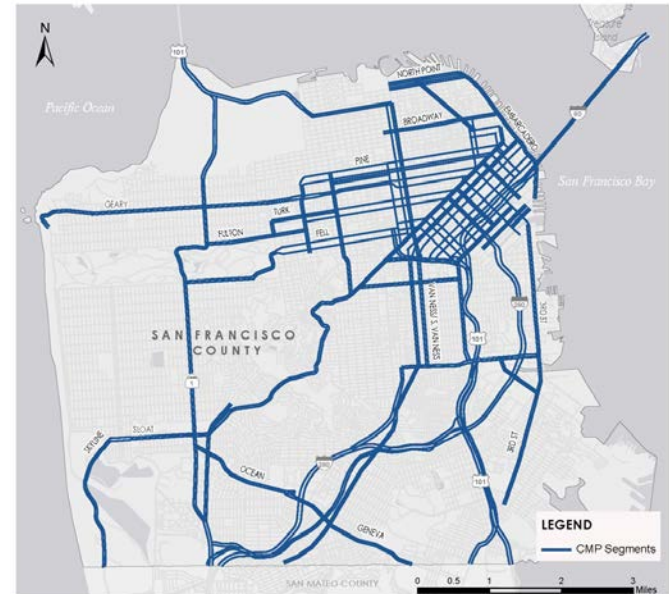 N
101
Treasure
Island
Pacific Ocean
NORTH POINT
EMBARCADERO
80
BROADWAY
PINE
San Francisco Bay
GEARY
TURK
FULTON
FELL
280
VAN NESS/ S. VAN NESS
3RD ST
SAN FRANCISCO
COUNTY
101
1
SLOAT
SKYLINE
280
OCEAN
3RD ST
101
GENEVA
LEGEND
CMP Segments
SAN MATEO COUNTY
0 0.5 1 2 3
Miles